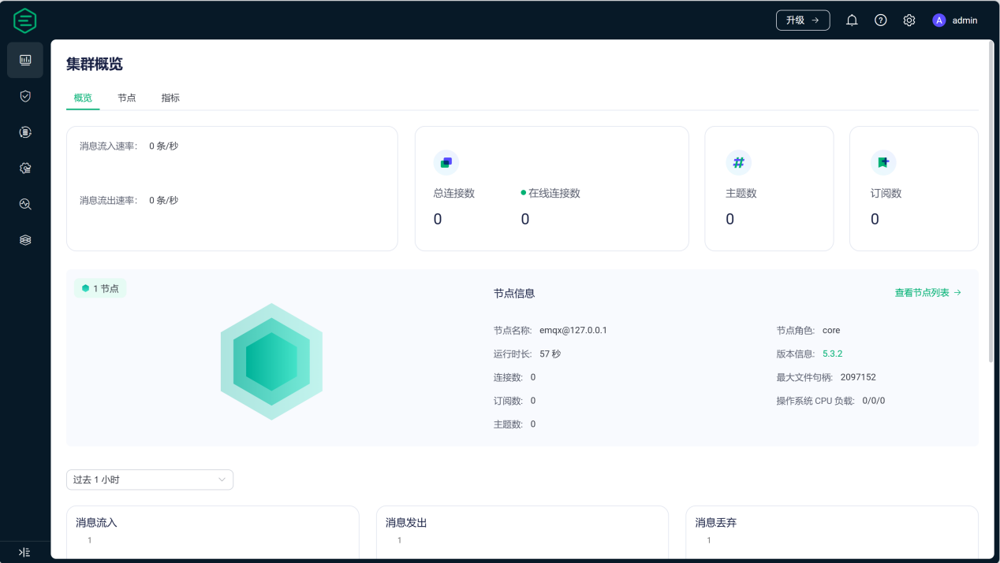 升级 →
A admin
集群概览
概览 节点 指标
消息流入速率： 0 条/秒
消息流出速率： 0 条/秒
总连接数
0
在线连接数
0
主题数
0
订阅数
0
1 节点
节点信息
查看节点列表 →
节点名称: emqx@127.0.0.1
节点角色: core
运行时长: 57 秒
版本信息: 5.3.2
连接数: 0
最大文件句柄: 2097152
订阅数: 0
操作系统 CPU 负载: 0/0/0
主题数: 0
过去 1 小时
消息流入
1
消息发出
1
消息丢弃
1